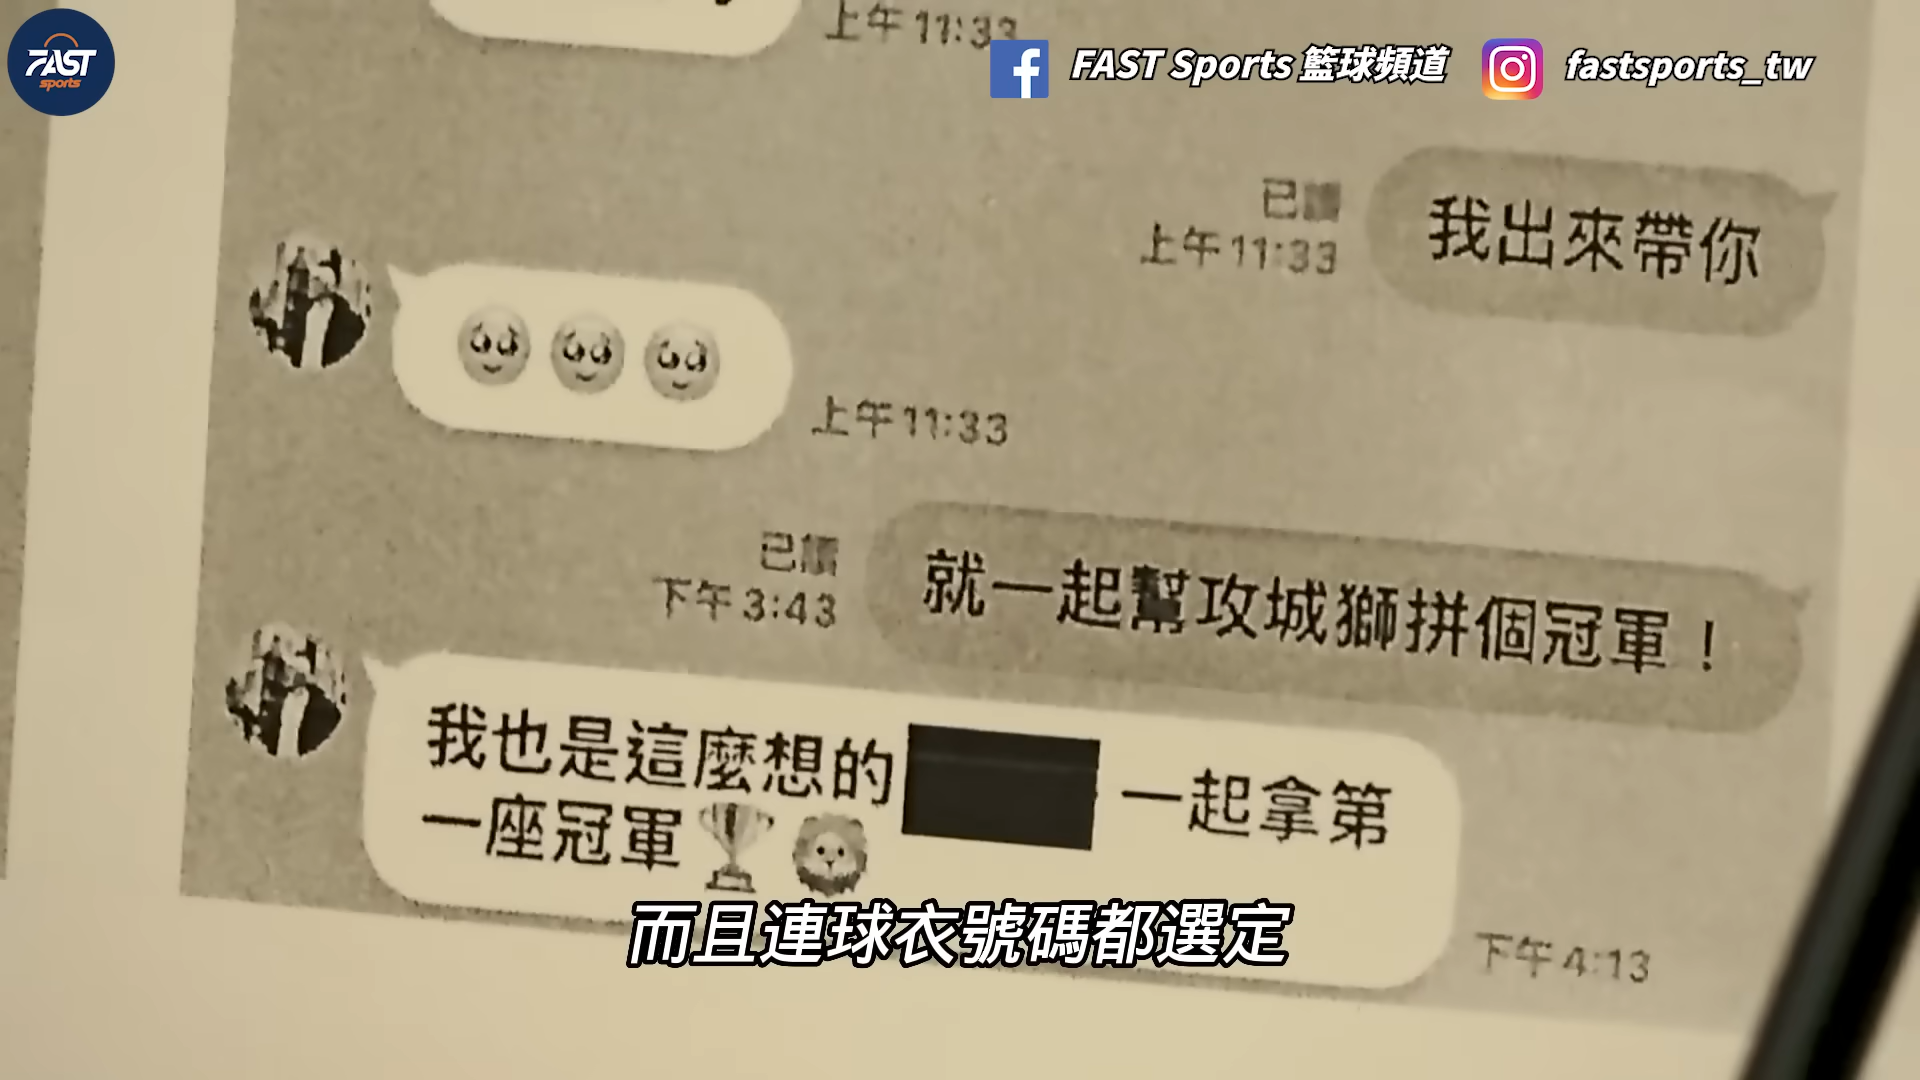 FAST
sports
上午11:33
FAST Sports 籃球頻道
fastsports_tw
已讀
上午11:33
我出來帶你
上午11:33
已讀
下午3:43
就一起幫攻城獅拼個冠軍！
我也是這麼想的 一起拿第
一座冠軍
下午4:13
而且連球衣號碼都選定